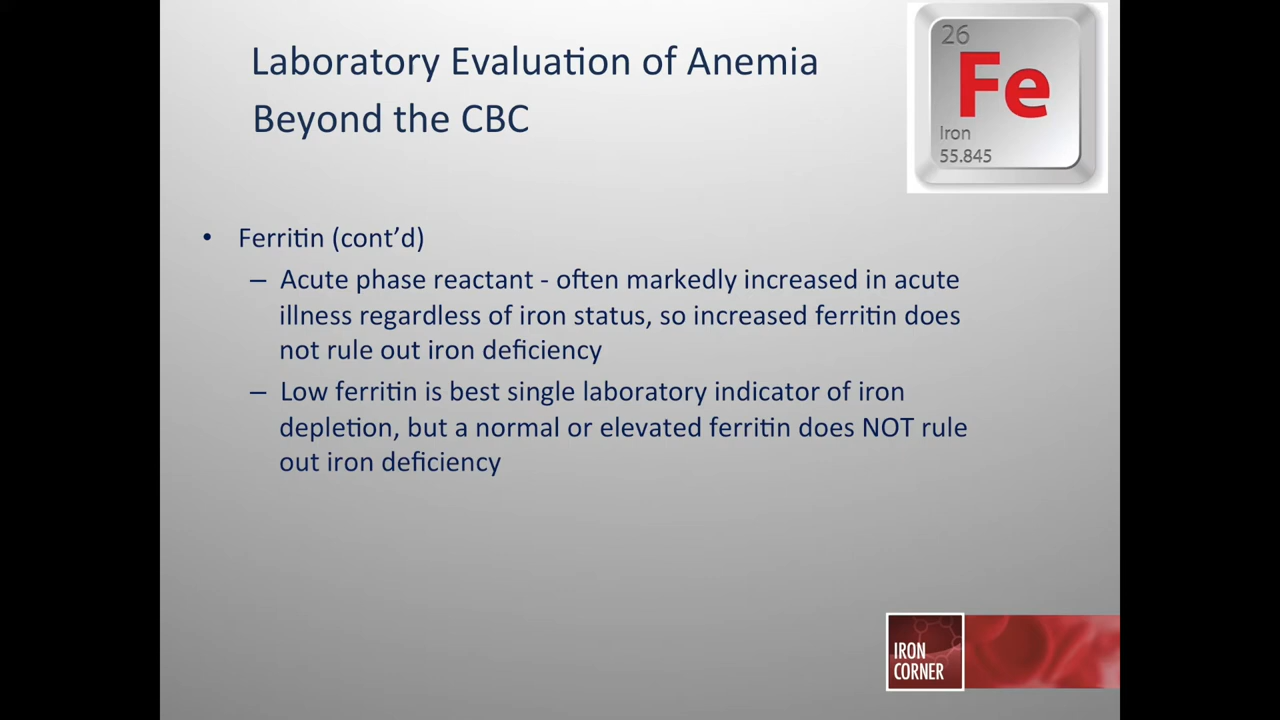 Laboratory Evaluation of Anemia
Beyond the CBC
26
Fe
Iron
55.845
• Ferritin (cont’d)
– Acute phase reactant - often markedly increased in acute
illness regardless of iron status, so increased ferritin does
not rule out iron deficiency
– Low ferritin is best single laboratory indicator of iron
depletion, but a normal or elevated ferritin does NOT rule
out iron deficiency
IRON
CORNER